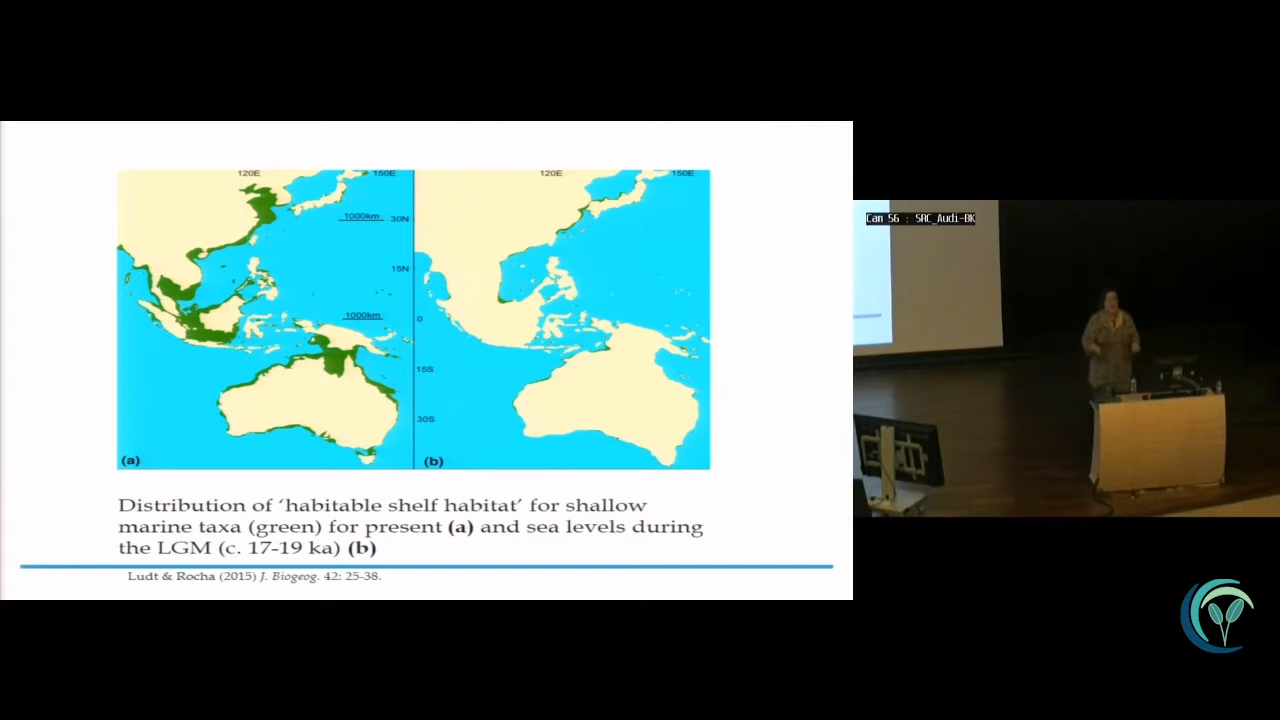 120E
150E
120E
150E
1000km
30N
15N
1000km
0
15S
30S
(a)
(b)
Distribution of ‘habitable shelf habitat’ for shallow
marine taxa (green) for present (a) and sea levels during
the LGM (c. 17-19 ka) (b)
Ludt & Rocha (2015) J. Biogeog. 42: 25-38.
Cam 56 : SRC_Audi-BK